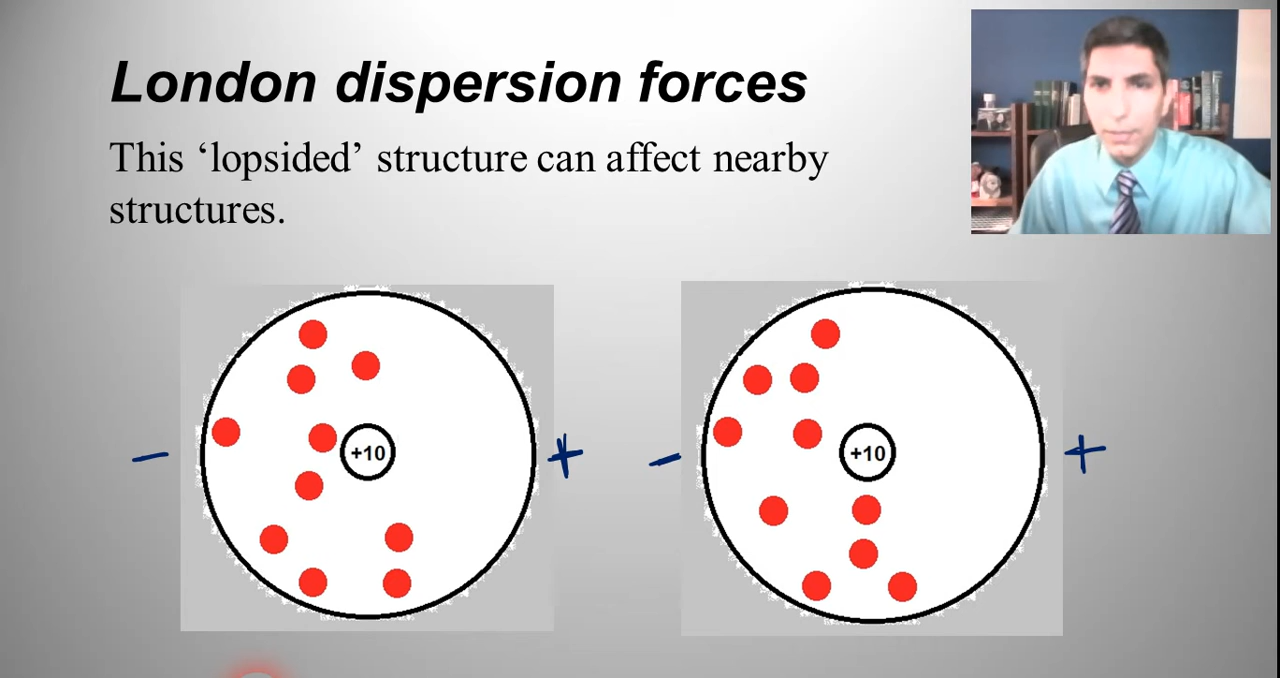 London dispersion forces
This ‘lopsided’ structure can affect nearby
structures.
- + - +
+10 +10